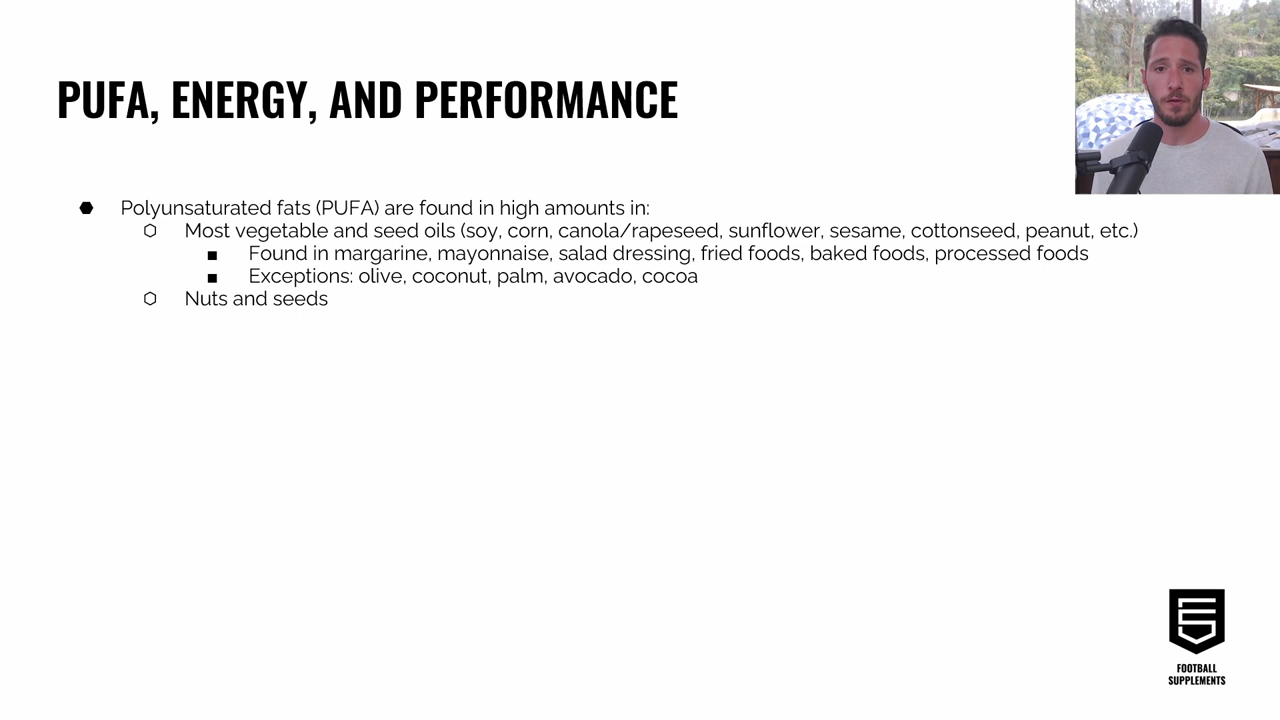 PUFA, ENERGY, AND PERFORMANCE
Polyunsaturated fats (PUFA) are found in high amounts in:
Most vegetable and seed oils (soy, corn, canola/rapeseed, sunflower, sesame, cottonseed, peanut, etc.)
Found in margarine, mayonnaise, salad dressing, fried foods, baked foods, processed foods
Exceptions: olive, coconut, palm, avocado, cocoa
Nuts and seeds
FOOTBALL
SUPPLEMENTS